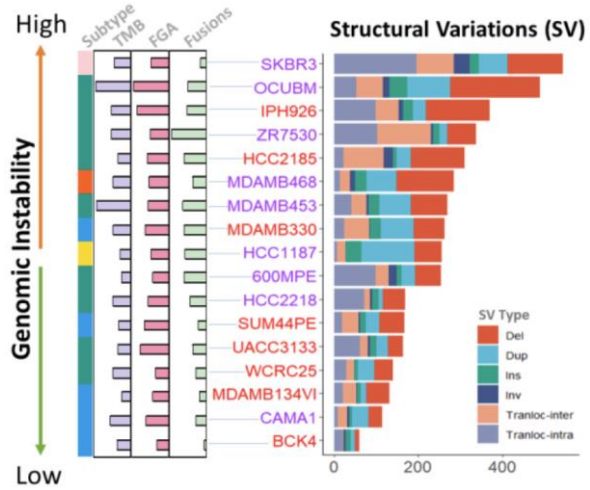 High
Genomic Instability
Low
Subtype
TMB
FGA
Fusions
Structural Variations (SV)
SKBR3
OCUBM
IPH926
ZR7530
HCC2185
MDAMB468
MDAMB453
MDAMB330
HCC1187
600MPE
HCC2218
SUM44PE
UACC3133
WCRC25
MDAMB134VI
CAMA1
BCK4
SV Type
Del
Dup
Ins
Inv
Tranloc-inter
Tranloc-intra
0 200 400